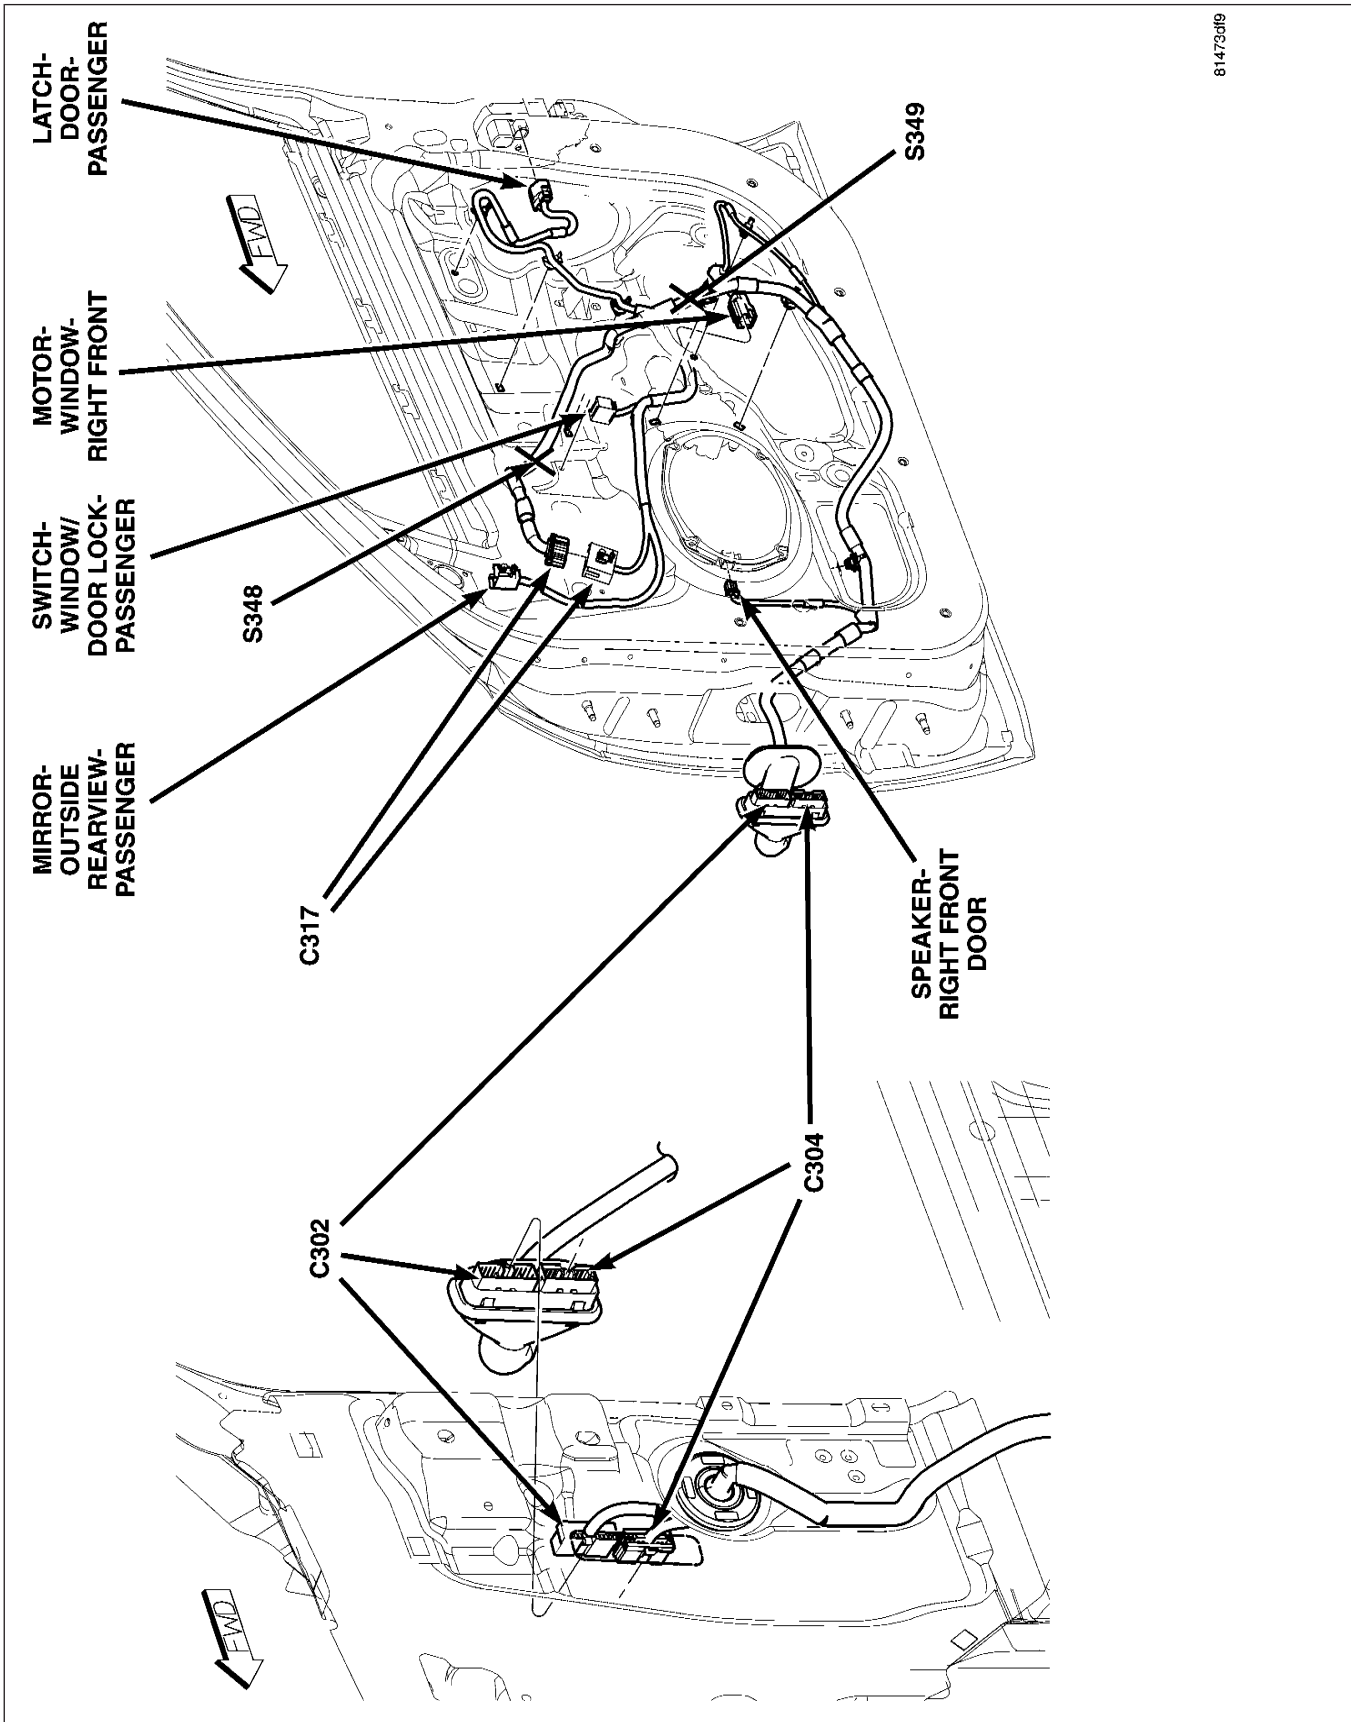 LATCH-
DOOR-
PASSENGER
MOTOR-
WINDOW-
RIGHT FRONT
SWITCH-
WINDOW/
DOOR LOCK-
PASSENGER
MIRROR-
OUTSIDE
REARVIEW-
PASSENGER
FWD
S348
S349
C317
SPEAKER-
RIGHT FRONT
DOOR
C302
C304
FWD
81473df9